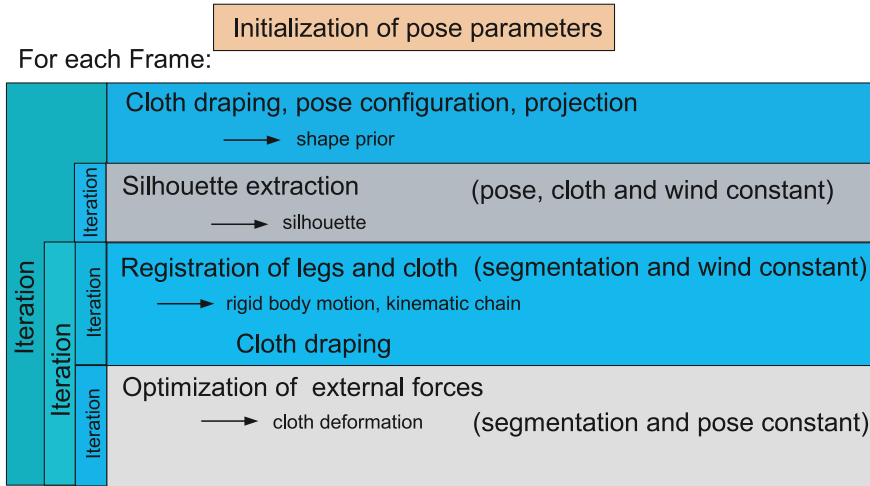 Initialization of pose parameters
For each Frame:
Cloth draping, pose configuration, projection
shape prior
Iteration
Silhouette extraction (pose, cloth and wind constant)
silhouette
Iteration
Iteration
Iteration
Registration of legs and cloth (segmentation and wind constant)
rigid body motion, kinematic chain
Cloth draping
Iteration
Optimization of external forces
cloth deformation (segmentation and pose constant)